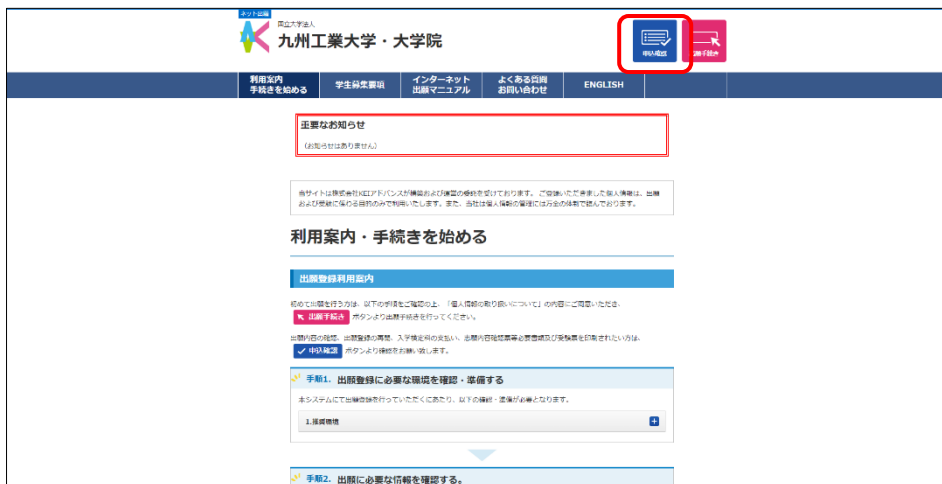 ネット出願
国立大学法人
九州工業大学・大学院
申込確認
出願手続き
利用案内
手続きを始める
学生募集要項
インターネット
出願マニュアル
よくある質問
お問い合わせ
ENGLISH
重要なお知らせ
（お知らせはありません）
当サイトは株式会社KEIアドバンスが構築および運営の委託を受けております。 ご登録いただきました個人情報は、出願
および受験に係わる目的のみで利用いたします。また、当社は個人情報の管理には万全の体制で臨んでおります。
利用案内・手続きを始める
出願登録利用案内
初めて出願を行う方は、以下の手順をご確認の上、「個人情報の取り扱いについて」の内容にご同意いただき、
出願手続き ボタンより出願手続きを行ってください。
出願内容の確認、出願登録の再開、入学検定料の支払い、出願内容確認票等必要書類及び受験票を印刷されたい方は、
申込確認 ボタンより確認をお願い致します。
手順1. 出願登録に必要な環境を確認・準備する
本システムにて出願登録を行っていただくにあたり、以下の確認・準備が必要となります。
1.推奨環境
手順2. 出願に必要な情報を確認する。